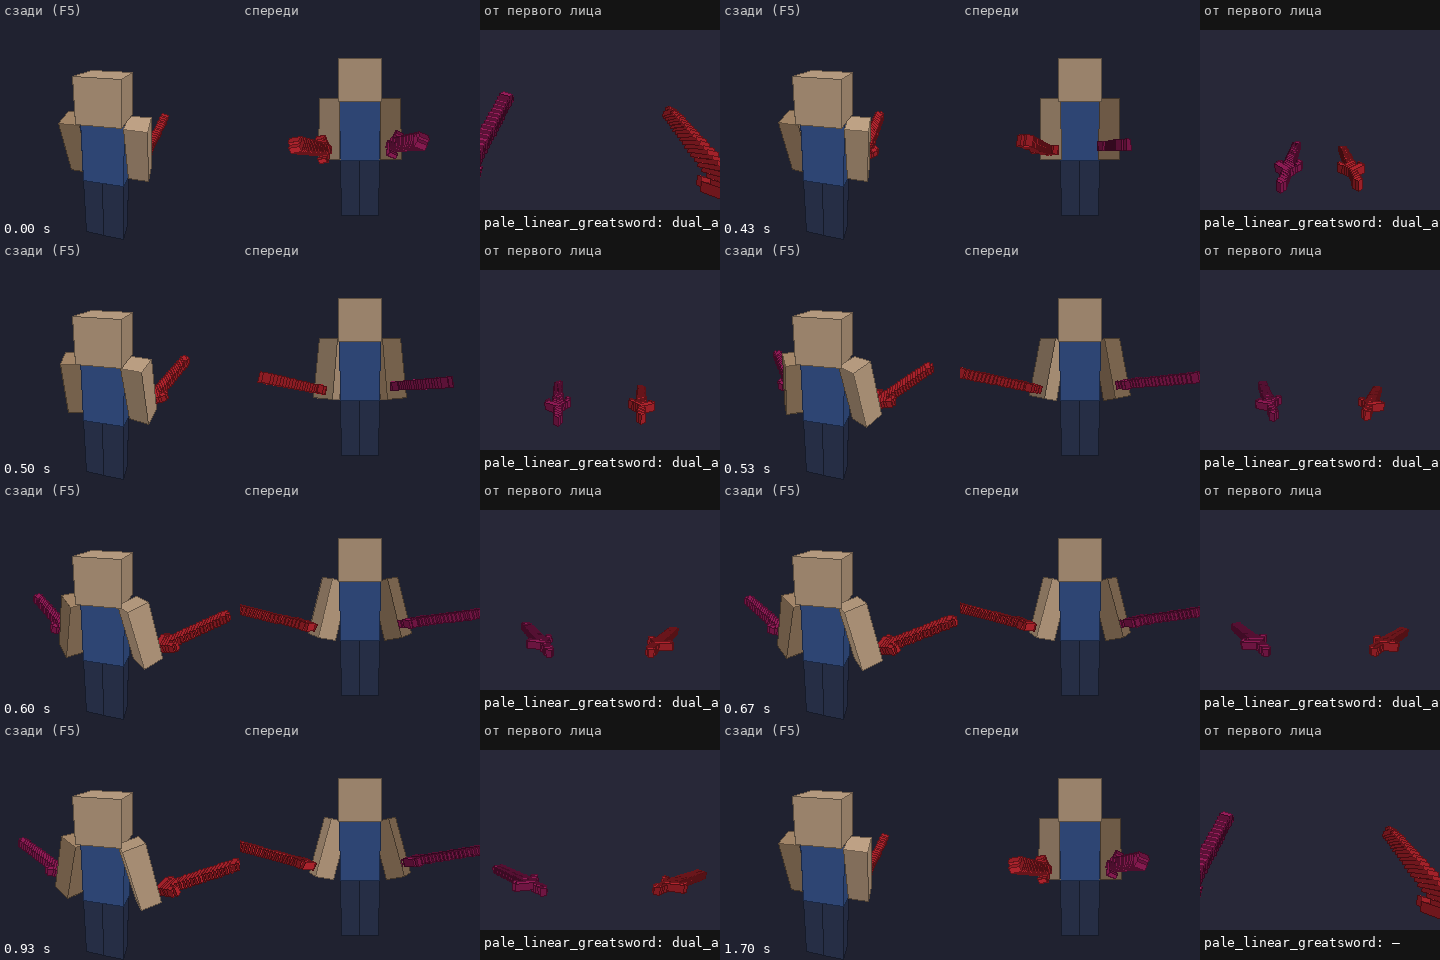 сзади (F5) спереди от первого лица сзади (F5) спереди от первого лица
0.00 s pale_linear_greatsword: dual_a 0.43 s pale_linear_greatsword: dual_a
сзади (F5) спереди от первого лица сзади (F5) спереди от первого лица
0.50 s pale_linear_greatsword: dual_a 0.53 s pale_linear_greatsword: dual_a
сзади (F5) спереди от первого лица сзади (F5) спереди от первого лица
0.60 s pale_linear_greatsword: dual_a 0.67 s pale_linear_greatsword: dual_a
сзади (F5) спереди от первого лица сзади (F5) спереди от первого лица
0.93 s pale_linear_greatsword: dual_a 1.70 s pale_linear_greatsword: —